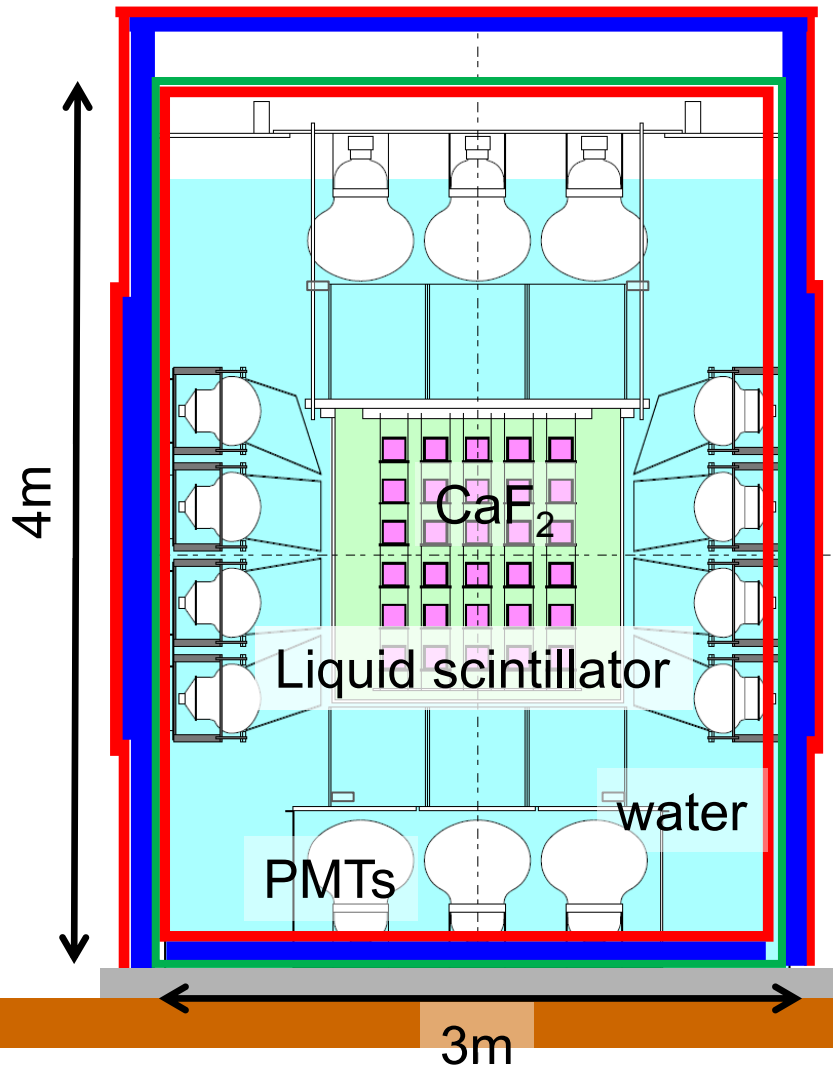 4m
CaF₂
Liquid scintillator
water
PMTs
3m